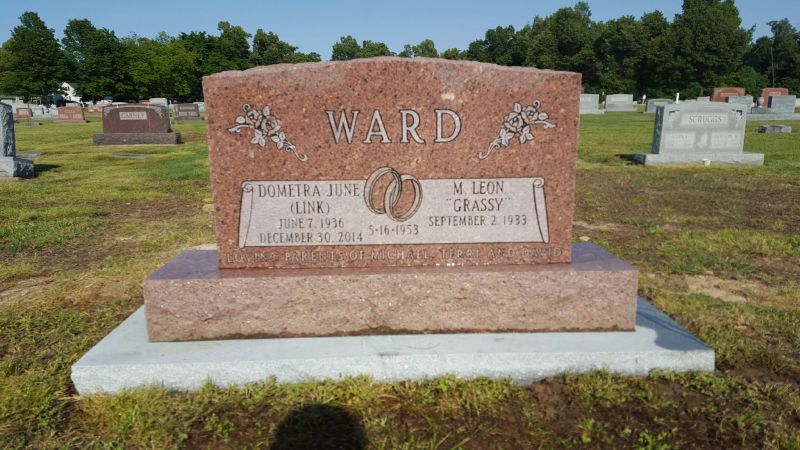 WARD
DOMETRA JUNE
(LINK)
JUNE 7, 1936
DECEMBER 30, 2014
5-16-1953
M. LEON
"GRASSY"
SEPTEMBER 2, 1933
LOVING PARENTS OF MICHAEL, TERRI, AND DAVID
SCRUGGS